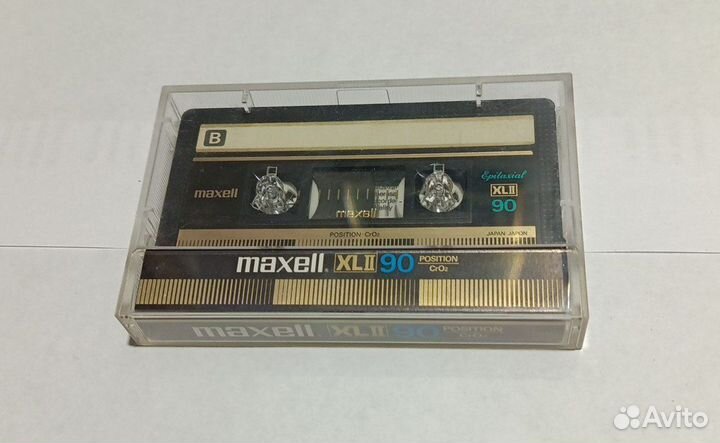 B
maxell
maxell
Epitaxial
XLII
90
POSITION·CrO₂
JAPAN JAPON
maxell. XLII 90 POSITION CrO₂
maxell. XLII 90 POSITION CrO₂
Avito